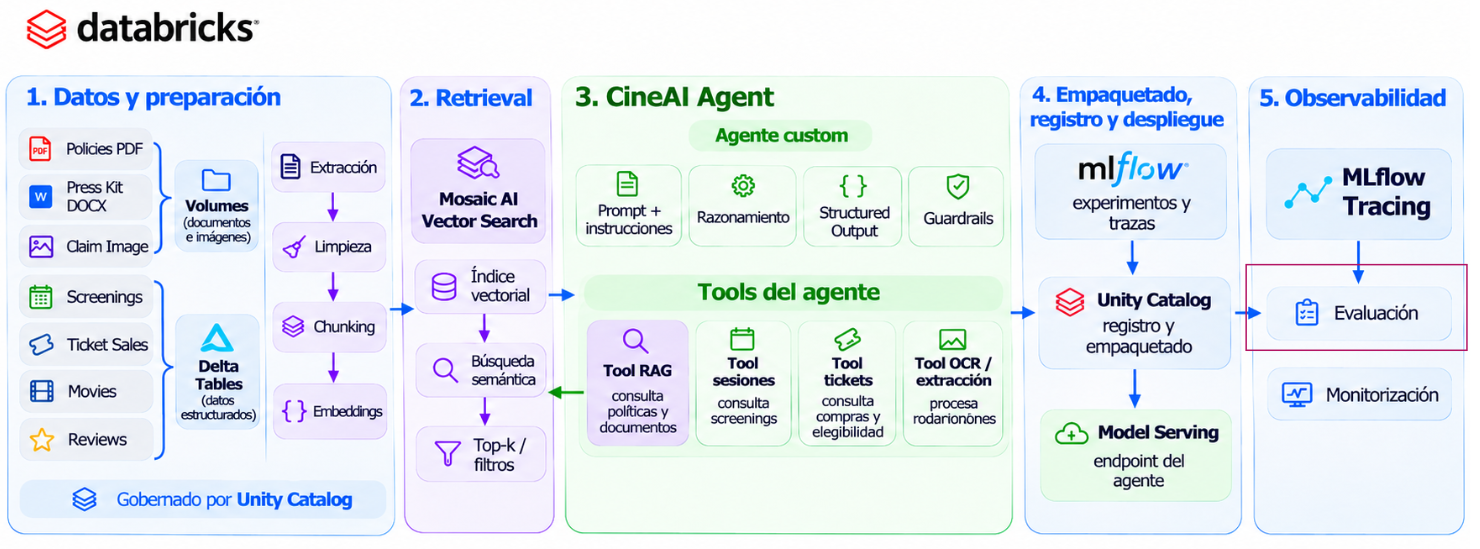 databricks
1. Datos y preparación
PDF
Policies PDF
W
Press Kit
DOCX
Claim Image
Screenings
Ticket Sales
Movies
Reviews
Volumes
(documentos
e imágenes)
Delta
Tables
(datos
estructurados)
Extracción
Limpieza
Chunking
Embeddings
Gobernado por Unity Catalog
2. Retrieval
Mosaic AI
Vector Search
Índice
vectorial
Búsqueda
semántica
Top-k /
filtros
3. CineAI Agent
Agente custom
Prompt +
instrucciones
Razonamiento
Structured
Output
Guardrails
Tools del agente
Tool RAG
consulta
políticas y
documentos
Tool
sesiones
consulta
screenings
Tool
tickets
consulta
compras y
elegibilidad
Tool OCR /
extracción
procesa
rodarionōnes
4. Empaquetado,
registro y despliegue
mlflow
experimentos y
trazas
Unity Catalog
registro y
empaquetado
Model Serving
endpoint del
agente
5. Observabilidad
MLflow
Tracing
Evaluación
Monitorización